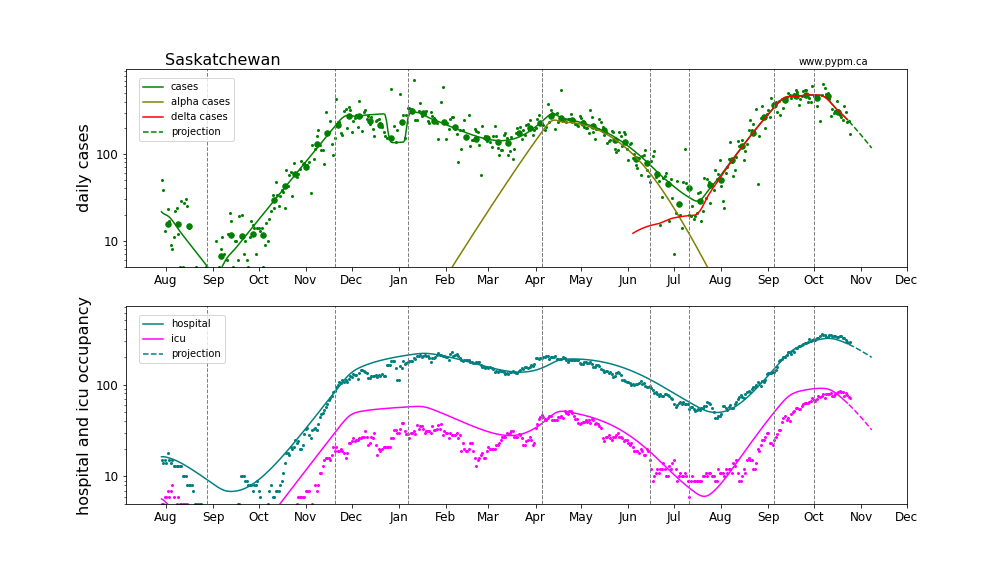 Saskatchewan
www.pypm.ca
daily cases
cases
alpha cases
delta cases
projection
100
10
Aug Sep Oct Nov Dec Jan Feb Mar Apr May Jun Jul Aug Sep Oct Nov Dec
hospital and icu occupancy
hospital
icu
projection
100
10
Aug Sep Oct Nov Dec Jan Feb Mar Apr May Jun Jul Aug Sep Oct Nov Dec